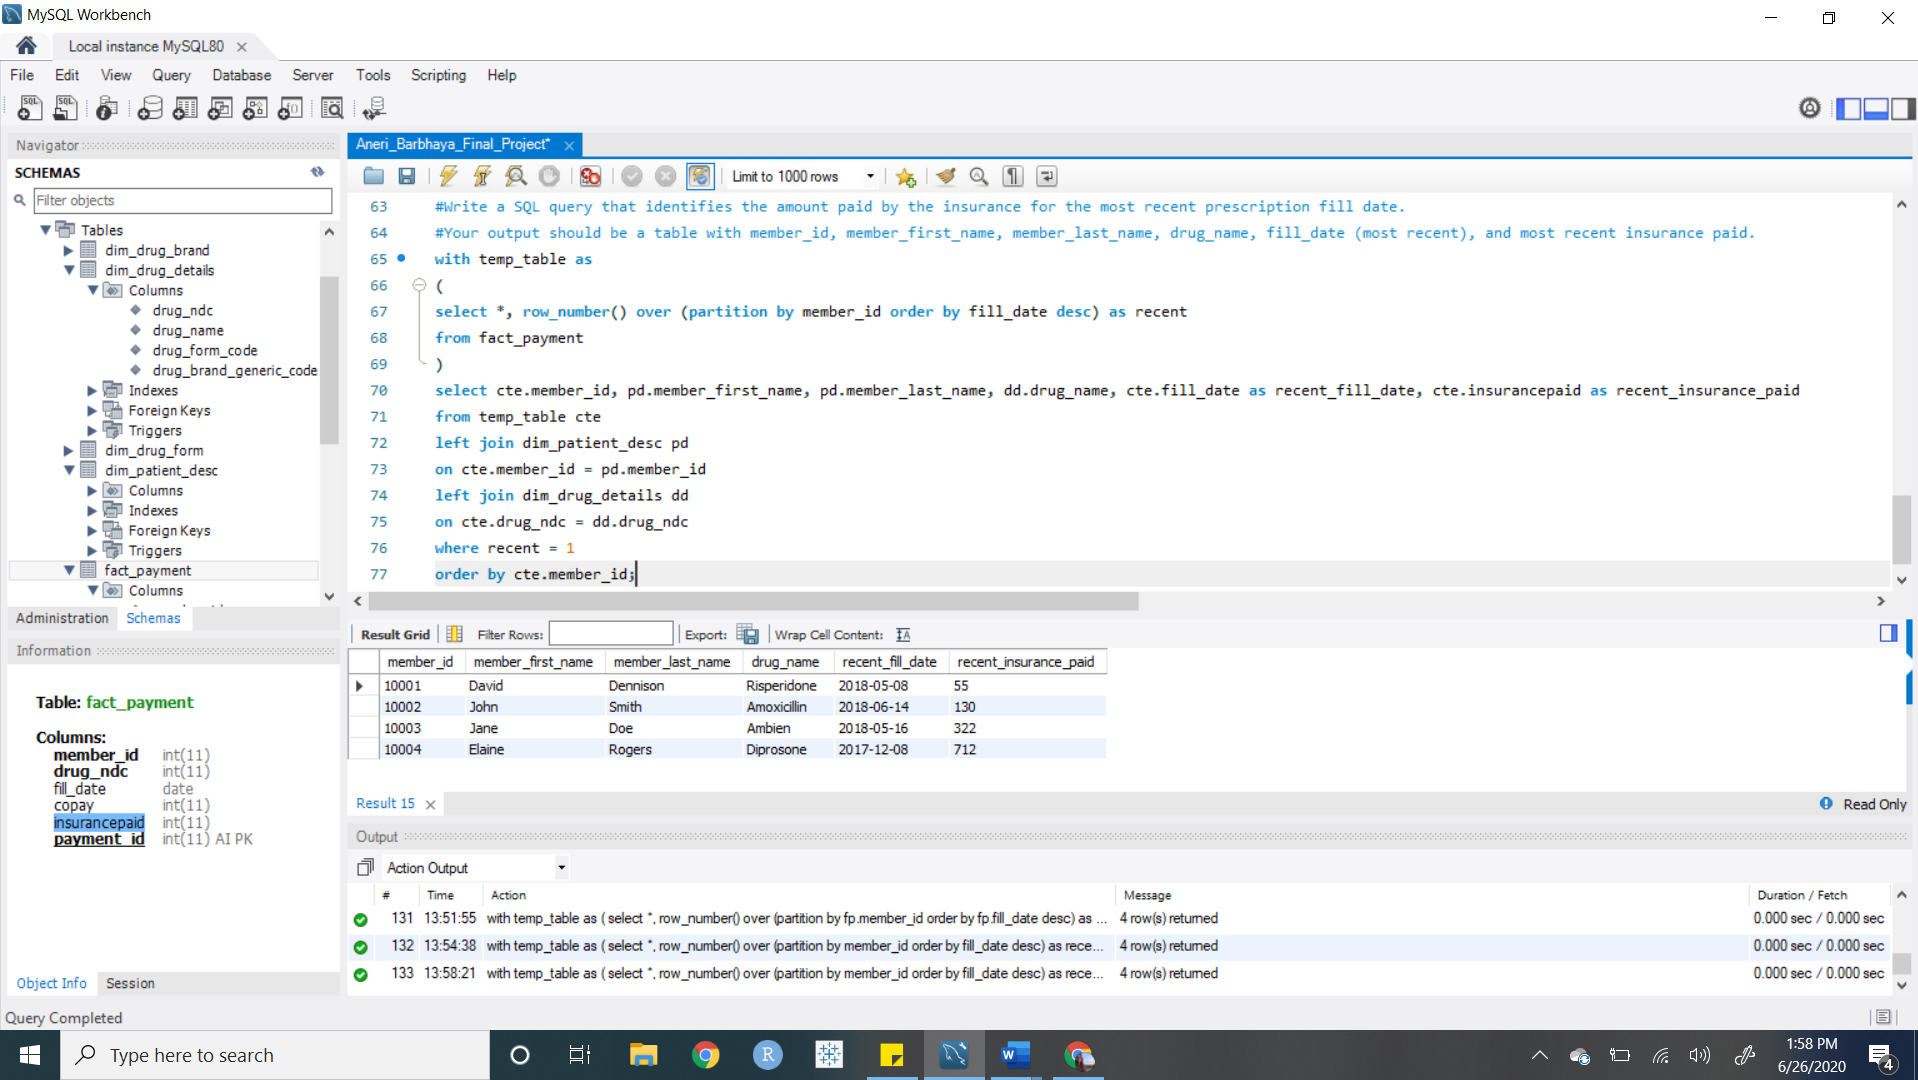 MySQL Workbench
Local instance MySQL80
File Edit View Query Database Server Tools Scripting Help
Navigator
SCHEMAS
Filter objects
Tables
dim_drug_brand
dim_drug_details
Columns
drug_ndc
drug_name
drug_form_code
drug_brand_generic_code
Indexes
Foreign Keys
Triggers
dim_drug_form
dim_patient_desc
Columns
Indexes
Foreign Keys
Triggers
fact_payment
Columns
Administration Schemas
Information
Table: fact_payment
Columns:
member_id int(11)
drug_ndc int(11)
fill_date date
copay int(11)
insurancepaid int(11)
payment_id int(11) AI PK
Object Info Session
Query Completed
Aneri_Barbhaya_Final_Project*
Limit to 1000 rows
63 #Write a SQL query that identifies the amount paid by the insurance for the most recent prescription fill date.
64 #Your output should be a table with member_id, member_first_name, member_last_name, drug_name, fill_date (most recent), and most recent insurance paid.
65 with temp_table as
66 (
67 select *, row_number() over (partition by member_id order by fill_date desc) as recent
68 from fact_payment
69 )
70 select cte.member_id, pd.member_first_name, pd.member_last_name, dd.drug_name, cte.fill_date as recent_fill_date, cte.insurancepaid as recent_insurance_paid
71 from temp_table cte
72 left join dim_patient_desc pd
73 on cte.member_id = pd.member_id
74 left join dim_drug_details dd
75 on cte.drug_ndc = dd.drug_ndc
76 where recent = 1
77 order by cte.member_id;
Result Grid Filter Rows: Export: Wrap Cell Content:
member_id member_first_name member_last_name drug_name recent_fill_date recent_insurance_paid
10001 David Dennison Risperidone 2018-05-08 55
10002 John Smith Amoxicillin 2018-06-14 130
10003 Jane Doe Ambien 2018-05-16 322
10004 Elaine Rogers Diprosone 2017-12-08 712
Result 15 Read Only
Output
Action Output
# Time Action Message Duration / Fetch
131 13:51:55 with temp_table as ( select *, row_number() over (partition by fp.member_id order by fp.fill_date desc) as ... 4 row(s) returned 0.000 sec / 0.000 sec
132 13:54:38 with temp_table as ( select *, row_number() over (partition by member_id order by fill_date desc) as rece... 4 row(s) returned 0.000 sec / 0.000 sec
133 13:58:21 with temp_table as ( select *, row_number() over (partition by member_id order by fill_date desc) as rece... 4 row(s) returned 0.000 sec / 0.000 sec
Type here to search
1:58 PM
6/26/2020
4